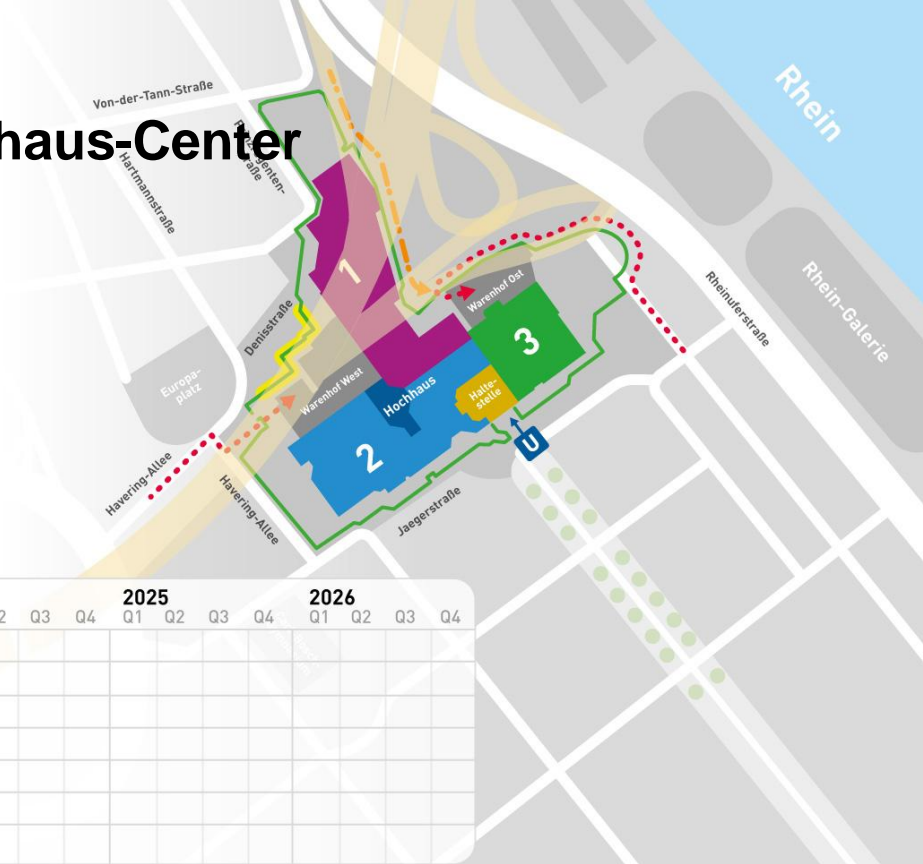 Rhein
Von-der-Tann-Straße
haus-Center
Hartmannstraße
1
Rheinuferstraße
Rhein-Galerie
Warenhof Ost
Denisstraße
3
Europa-
platz
Warenhof West
Hochhaus
Halte-
stelle
2
U
Havering-Allee
Havering-Allee
Jaegerstraße
2025
2026
2 Q3 Q4 Q1 Q2 Q3 Q4 Q1 Q2 Q3 Q4